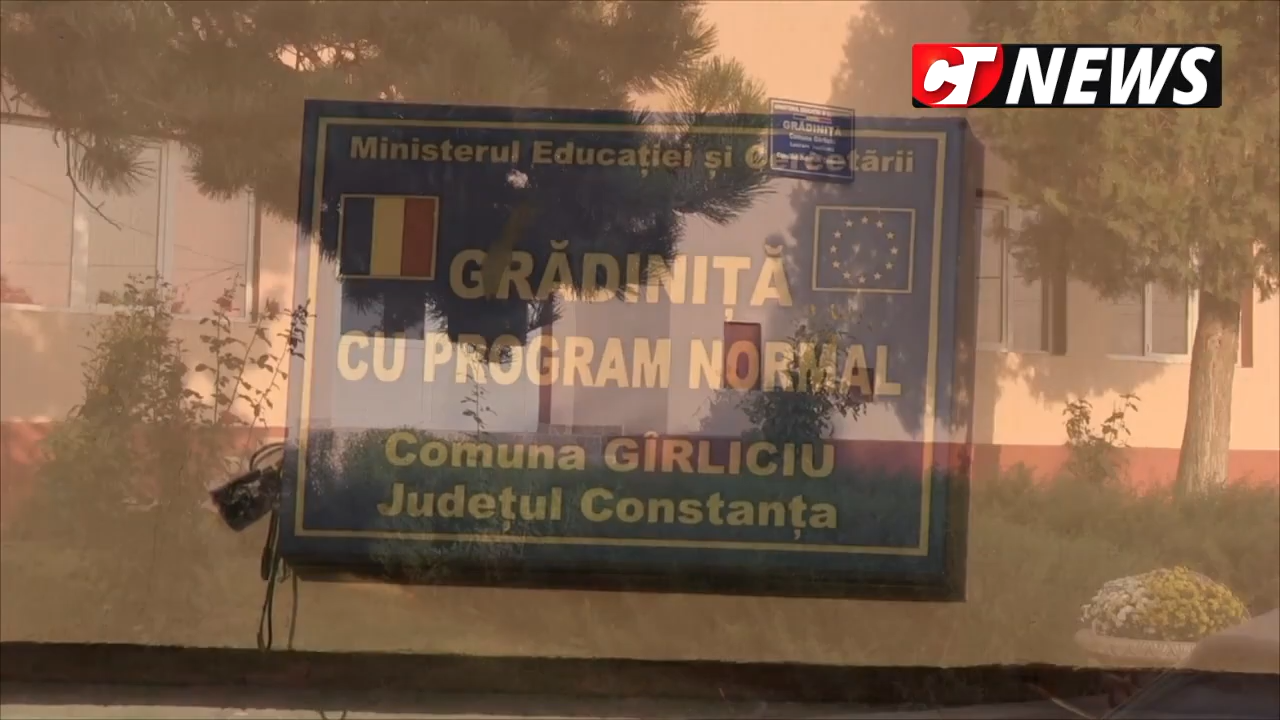 CT NEWS
Ministerul Educației și Cercetării
GRĂDINIȚĂ
CU PROGRAM NORMAL
Comuna GÎRLICIU
Județul Constanța
GRĂDINIȚA